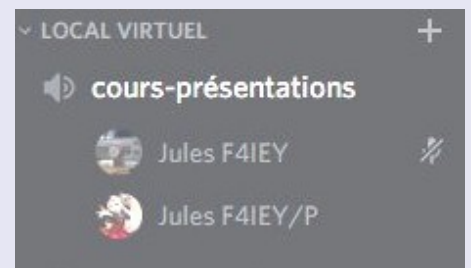 LOCAL VIRTUEL
cours-présentations
Jules F4IEY
Jules F4IEY/P